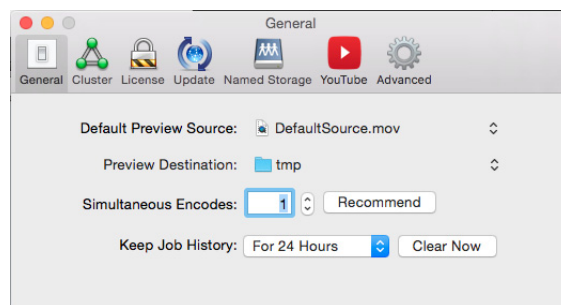 General
General Cluster License Update Named Storage YouTube Advanced
Default Preview Source: DefaultSource.mov
Preview Destination: tmp
Simultaneous Encodes: 1 Recommend
Keep Job History: For 24 Hours Clear Now